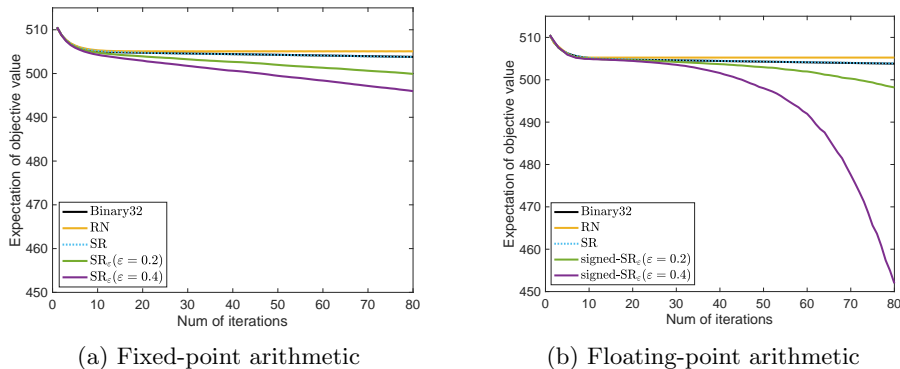 510
500
490
480
470
460
450
0 10 20 30 40 50 60 70 80
Expectation of objective value
Num of iterations
Binary32
RN
SR
SRε(ε = 0.2)
SRε(ε = 0.4)
(a) Fixed-point arithmetic
510
500
490
480
470
460
450
0 10 20 30 40 50 60 70 80
Expectation of objective value
Num of iterations
Binary32
RN
SR
signed-SRε(ε = 0.2)
signed-SRε(ε = 0.4)
(b) Floating-point arithmetic